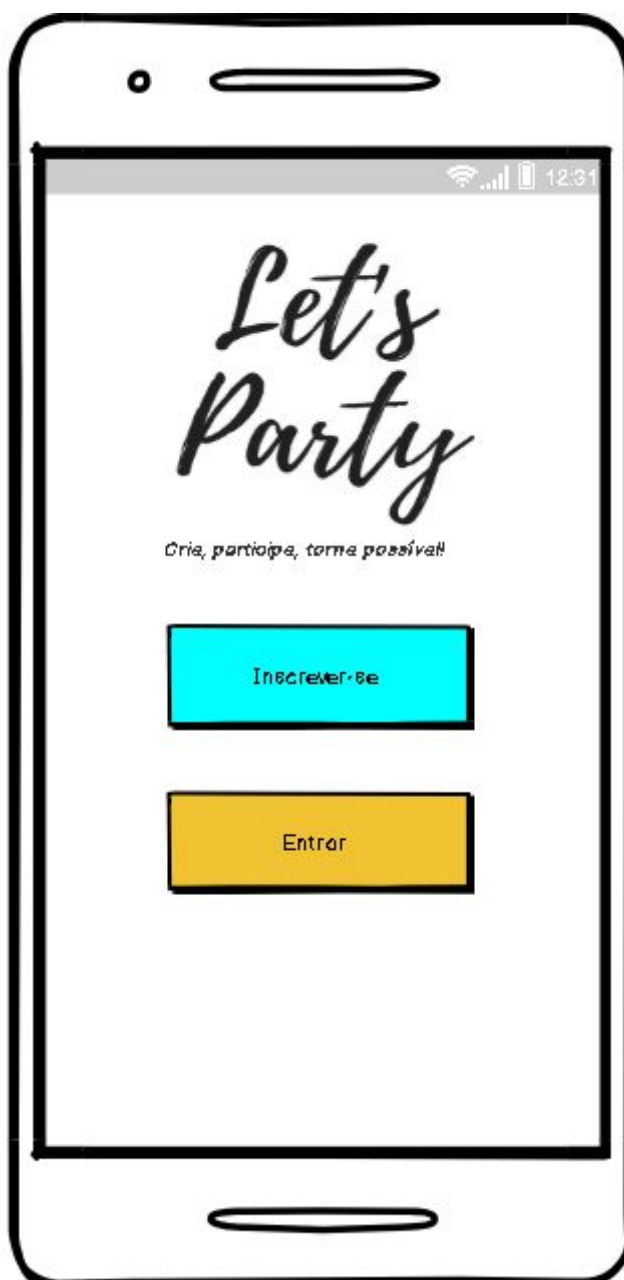 12:31
Let's
Party
Cria, participa, torna possível!
Inscrever-se
Entrar